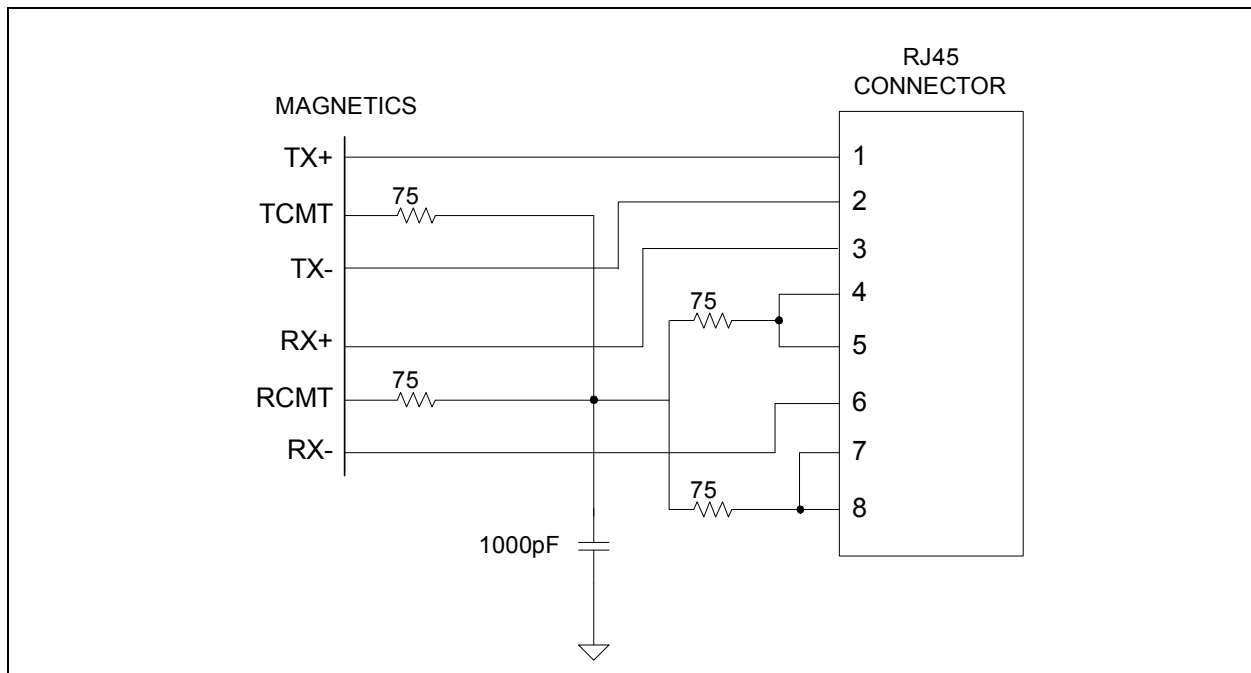 RJ45
CONNECTOR
MAGNETICS
TX+
1
75
TCMT
2
TX-
3
4
75
RX+
5
75
RCMT
6
RX-
7
75
8
1000pF